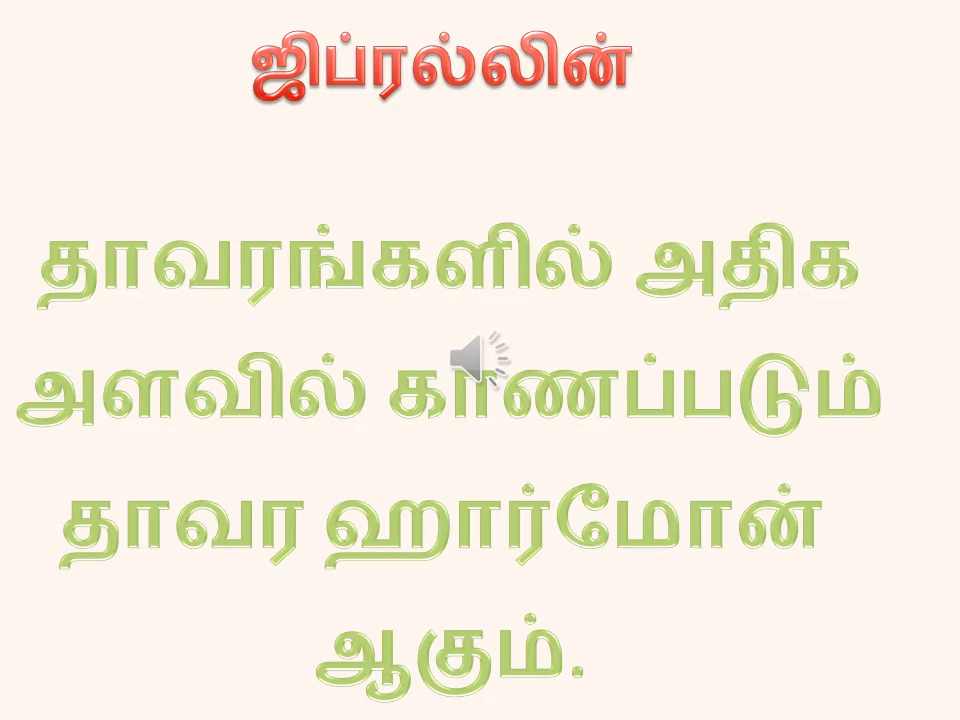 ஜிப்ரல்லின்
தாவரங்களில் அதிக
அளவில் காணப்படும்
தாவர ஹார்மோன்
ஆகும்.